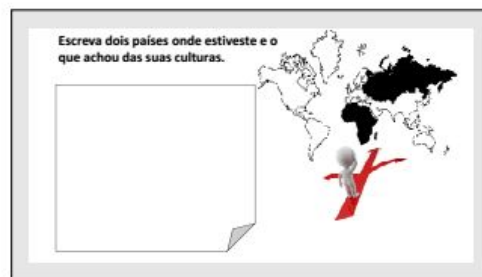 Escreva dois países onde estiveste e o
que achou das suas culturas.